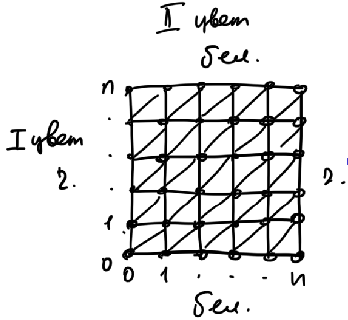 II цвет
бел.
n
I цвет
2.
2.
1
0
0 1 . . . n
бел.